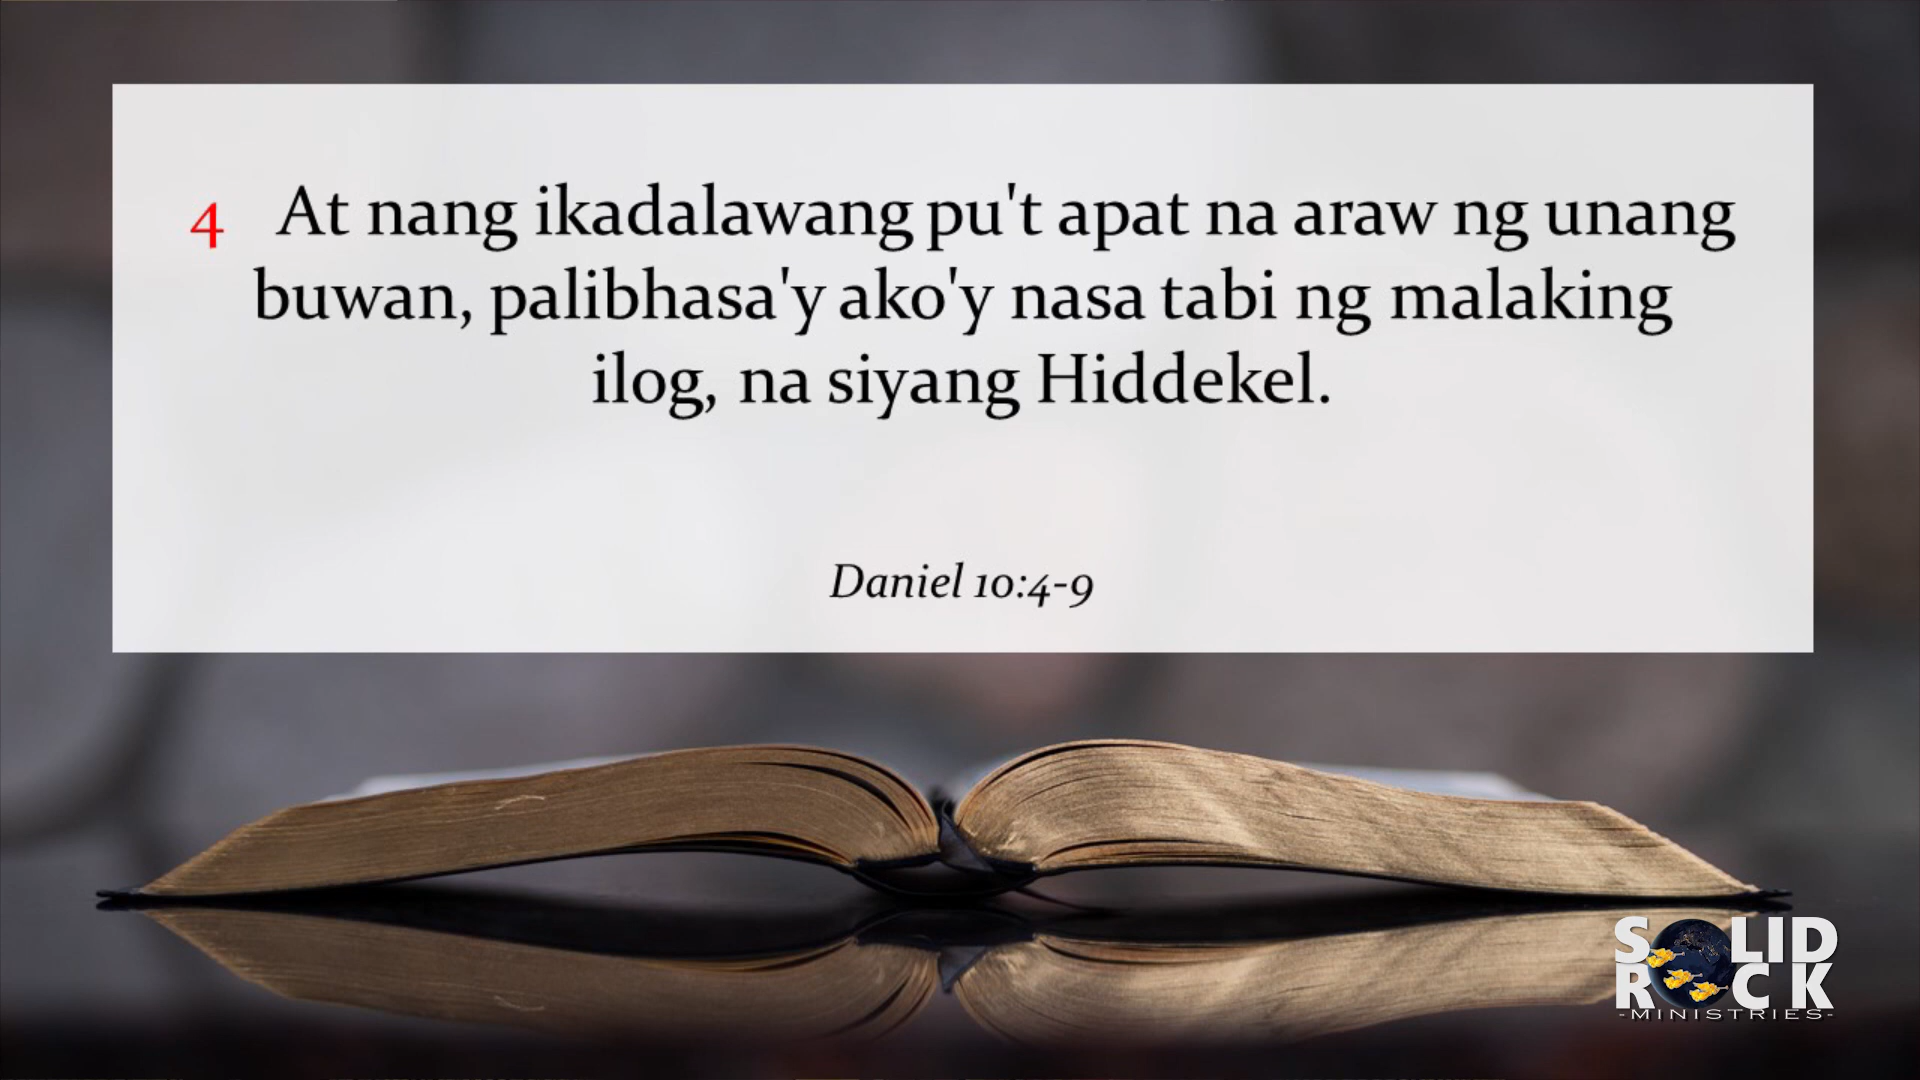 4 At nang ikadalawang pu't apat na araw ng unang
buwan, palibhasa'y ako'y nasa tabi ng malaking
ilog, na siyang Hiddekel.
Daniel 10:4-9
SOLID
ROCK
-MINISTRIES-